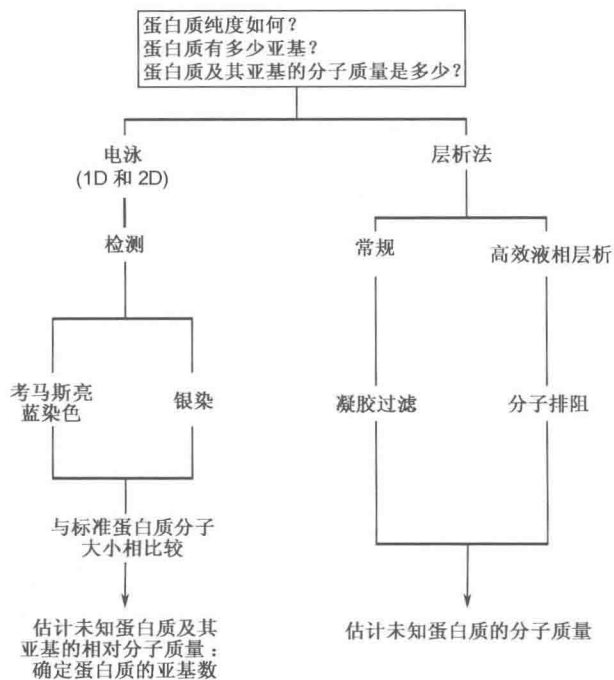 蛋白质纯度如何?
蛋白质有多少亚基?
蛋白质及其亚基的分子质量是多少?
电泳
(1D 和 2D)
层析法
检测
常规
高效液相层析
考马斯亮
蓝染色
银染
凝胶过滤
分子排阻
与标准蛋白质分子
大小相比较
估计未知蛋白质及其
亚基的相对分子质量:
确定蛋白质的亚基数
估计未知蛋白质的分子质量